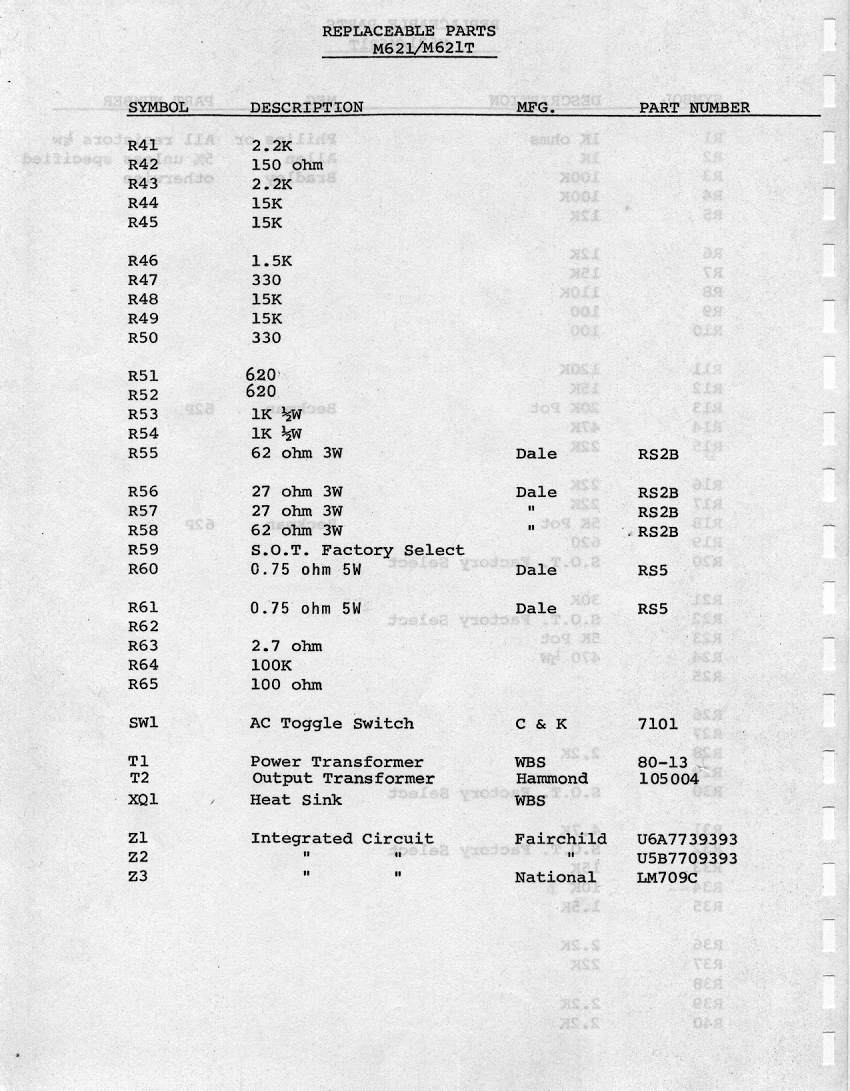 REPLACEABLE PARTS
M621/M621T
SYMBOL DESCRIPTION MFG. PART NUMBER
R41 2.2K
R42 150 ohm
R43 2.2K
R44 15K
R45 15K
R46 1.5K
R47 330
R48 15K
R49 15K
R50 330
R51 620
R52 620
R53 1K ½W
R54 1K ½W
R55 62 ohm 3W Dale RS2B
R56 27 ohm 3W Dale RS2B
R57 27 ohm 3W " RS2B
R58 62 ohm 3W " RS2B
R59 S.O.T. Factory Select
R60 0.75 ohm 5W Dale RS5
R61 0.75 ohm 5W Dale RS5
R62
R63 2.7 ohm
R64 100K
R65 100 ohm
SW1 AC Toggle Switch C & K 7101
T1 Power Transformer WBS 80-13
T2 Output Transformer Hammond 105004
XQ1 Heat Sink WBS
Z1 Integrated Circuit Fairchild U6A7739393
Z2 " " " U5B7709393
Z3 " " National LM709C